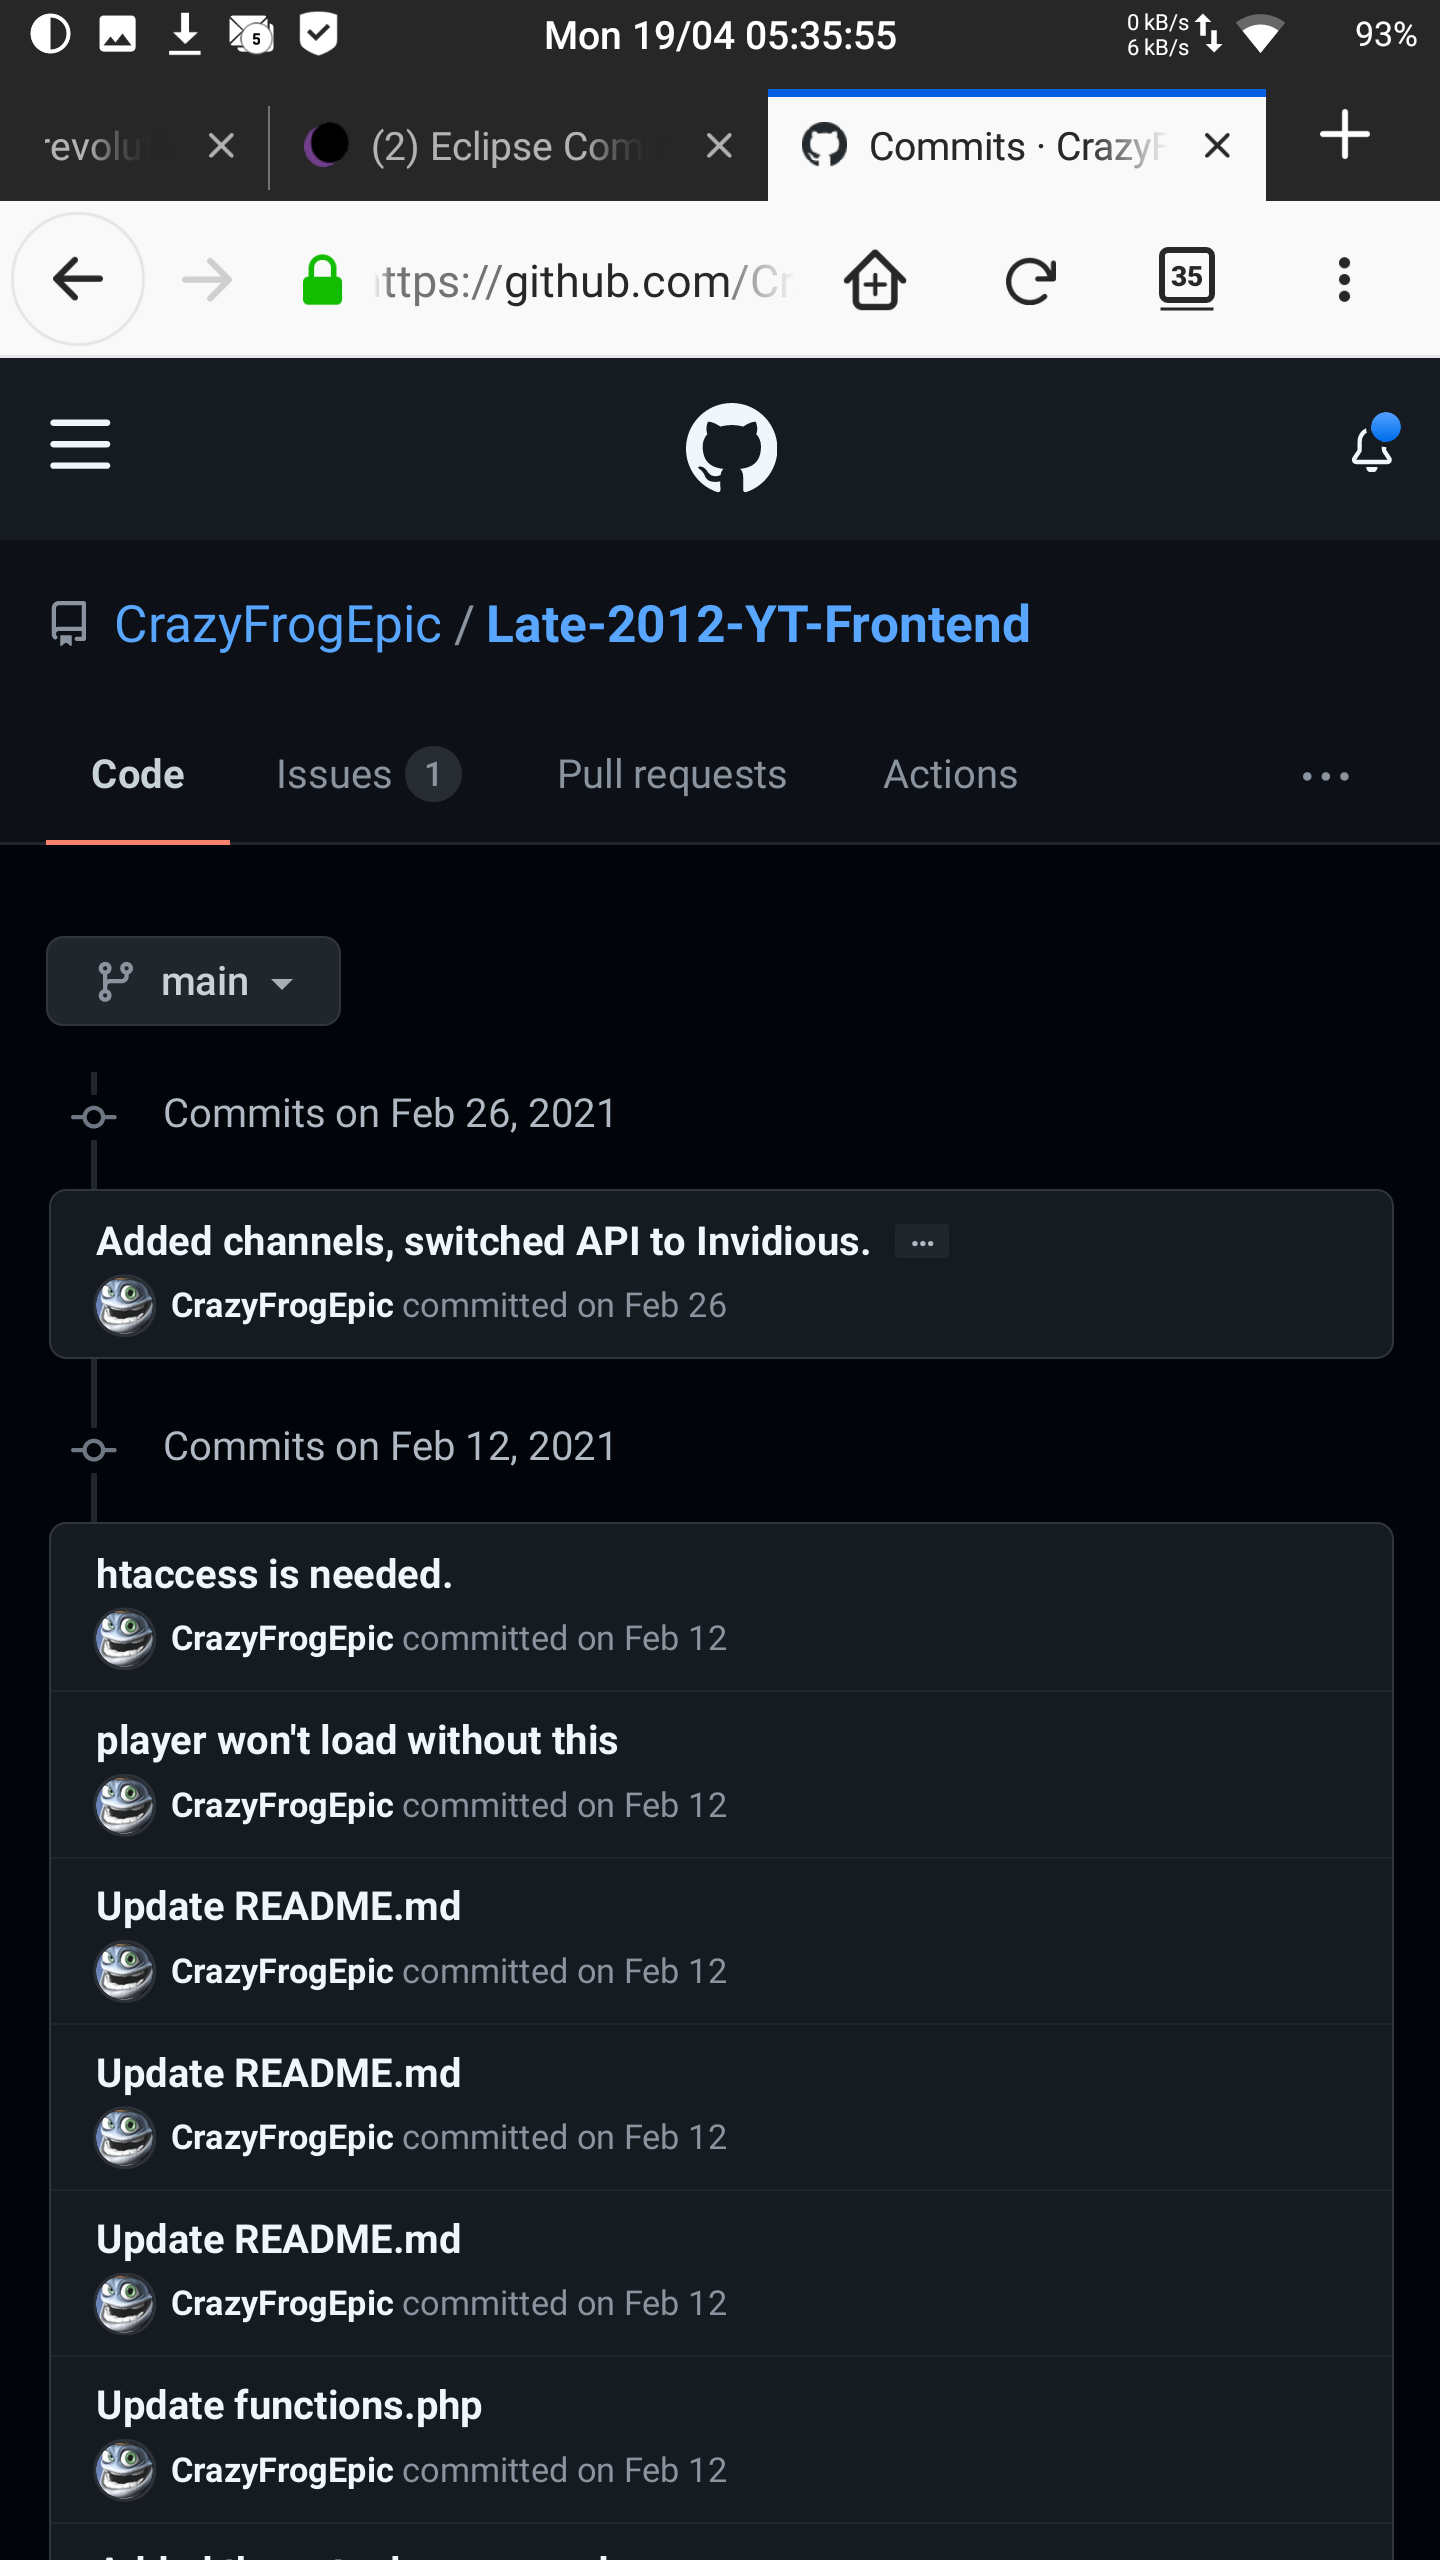 5
Mon 19/04 05:35:55
0 kB/s
6 kB/s
93%
(2) Eclipse Com
Commits · Crazy
ttps://github.com/Cr
35
CrazyFrogEpic / Late-2012-YT-Frontend
Code
Issues 1
Pull requests
Actions
main
Commits on Feb 26, 2021
Added channels, switched API to Invidious.
CrazyFrogEpic committed on Feb 26
Commits on Feb 12, 2021
htaccess is needed.
CrazyFrogEpic committed on Feb 12
player won't load without this
CrazyFrogEpic committed on Feb 12
Update README.md
CrazyFrogEpic committed on Feb 12
Update README.md
CrazyFrogEpic committed on Feb 12
Update README.md
CrazyFrogEpic committed on Feb 12
Update functions.php
CrazyFrogEpic committed on Feb 12